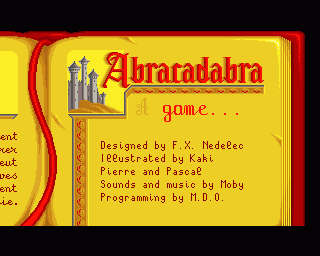 Abracadabra
A game...
Designed by F.X. Nedelec
Illustrated by Kaki
Pierre and Pascal
Sounds and music by Moby
Programming by M.D.O.